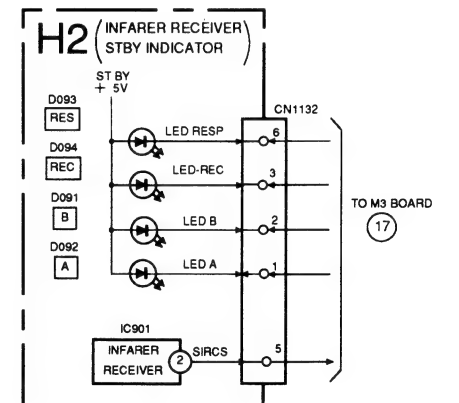 H2 (INFARER RECEIVER
STBY INDICATOR)
ST BY
+ 5V
CN1132
D093
RES
LED RESP
6
D094
REC
LED-REC
3
D091
B
LED B
2
D092
A
LED A
1
TO M3 BOARD
17
IC901
INFARER
RECEIVER
2
SIRCS
5